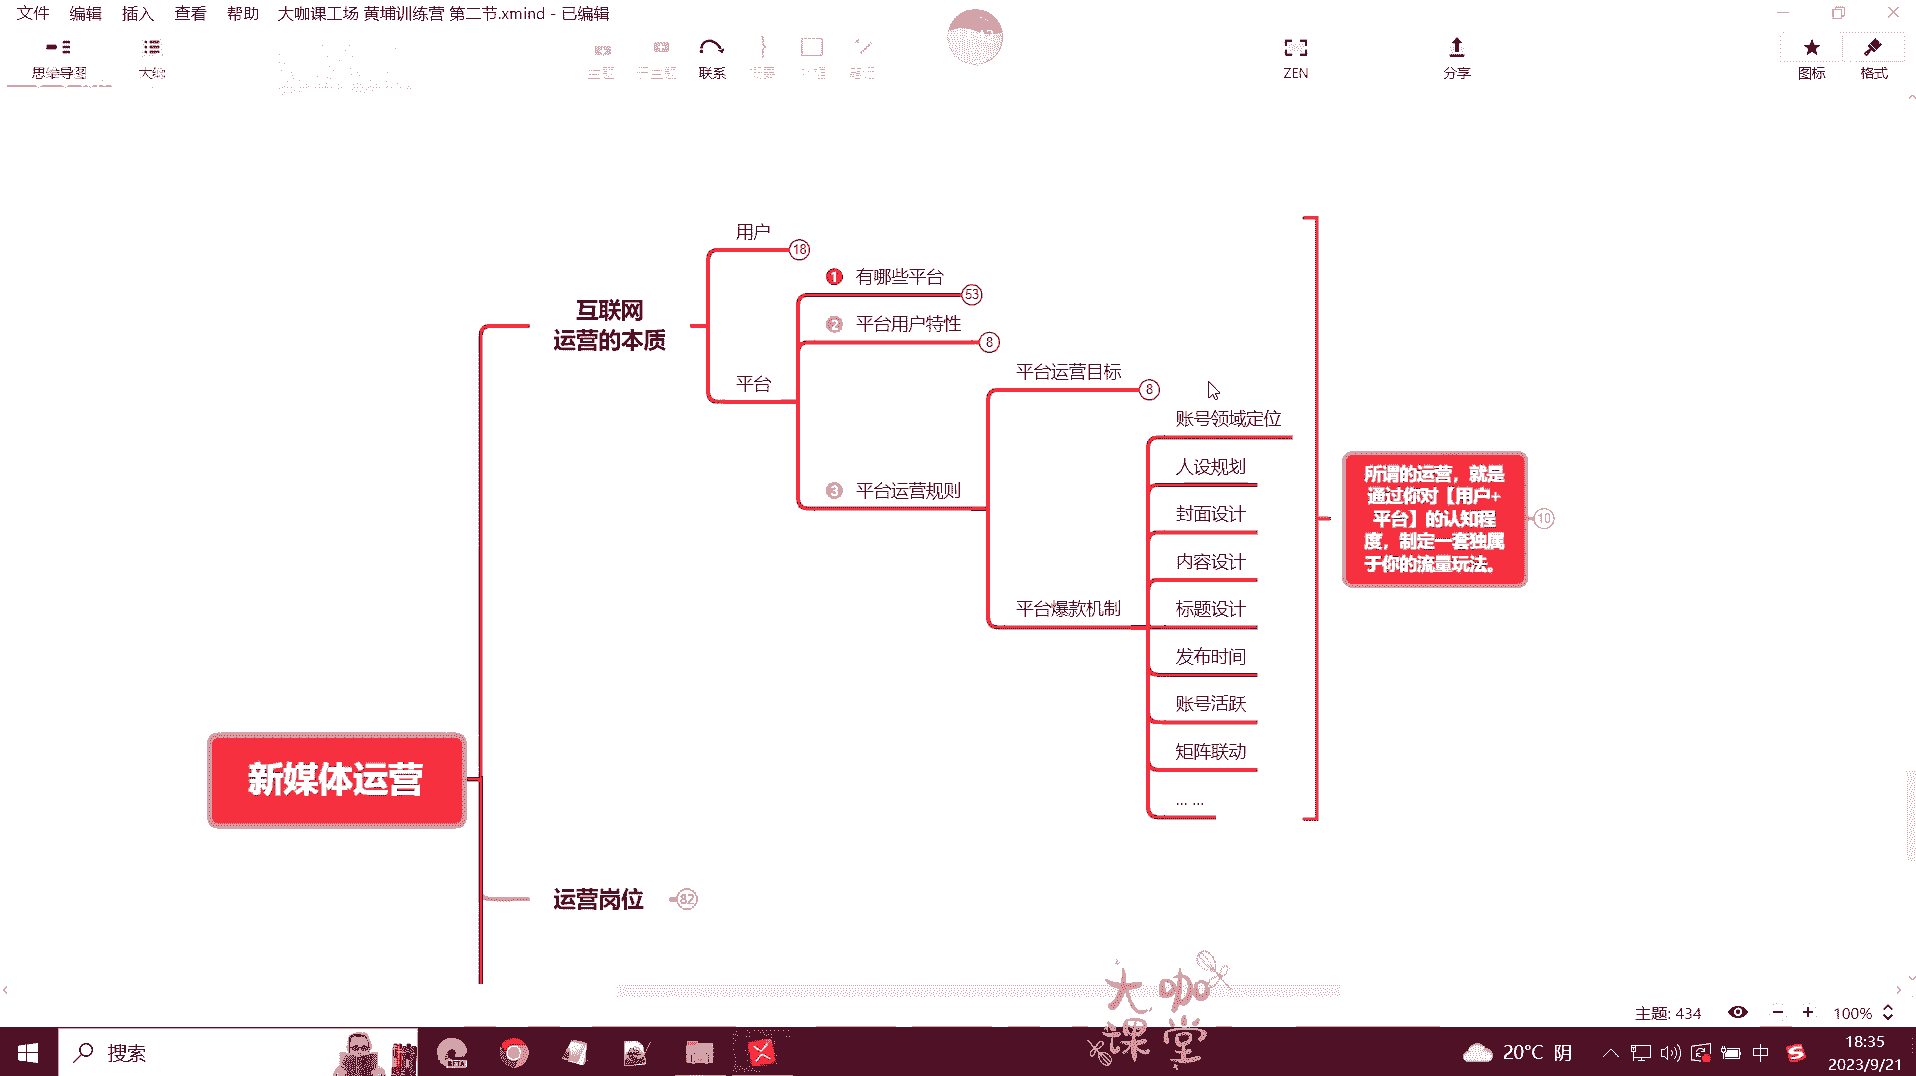 文件 编辑 插入 查看 帮助 大咖课工场 黄埔训练营 第二节.xmind - 已编辑
思维导图 大纲 联系 ZEN 分享 图标 格式
用户
18
1 有哪些平台
53
2 平台用户特性
8
互联网
运营的本质
平台
平台运营目标
8
账号领域定位
人设规划
3 平台运营规则
封面设计
内容设计
平台爆款机制
标题设计
发布时间
账号活跃
矩阵联动
... ...
所谓的运营，就是
通过你对【用户+
平台】的认知程
度，制定一套独属
于你的流量玩法。
10
新媒体运营
运营岗位
82
大咖
课堂
主题: 434
100%
搜索
BETA
20°C 阴
中
18:35
2023/9/21